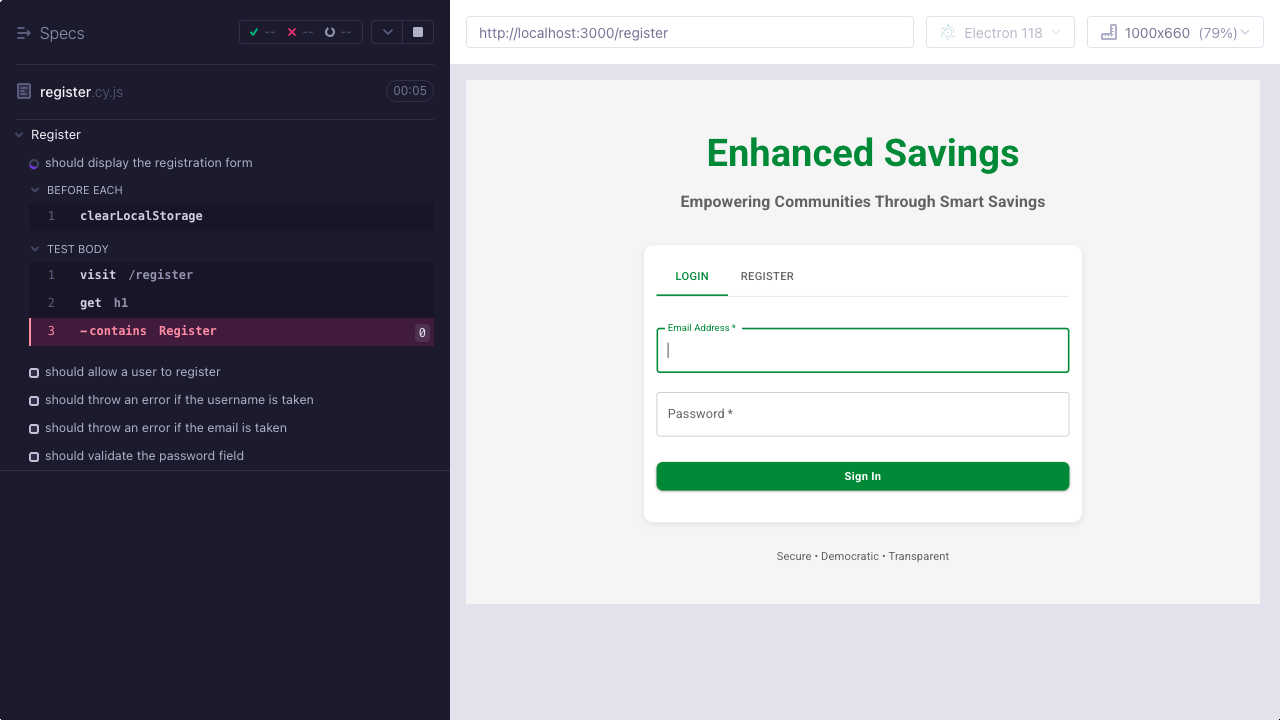 Specs
-- -- --
register.cy.js
00:05
Register
should display the registration form
BEFORE EACH
1 clearLocalStorage
TEST BODY
1 visit /register
2 get h1
3 -contains Register 0
should allow a user to register
should throw an error if the username is taken
should throw an error if the email is taken
should validate the password field
http://localhost:3000/register
Electron 118
1000x660 (79%)
Enhanced Savings
Empowering Communities Through Smart Savings
LOGIN REGISTER
Email Address *
Password *
Sign In
Secure • Democratic • Transparent